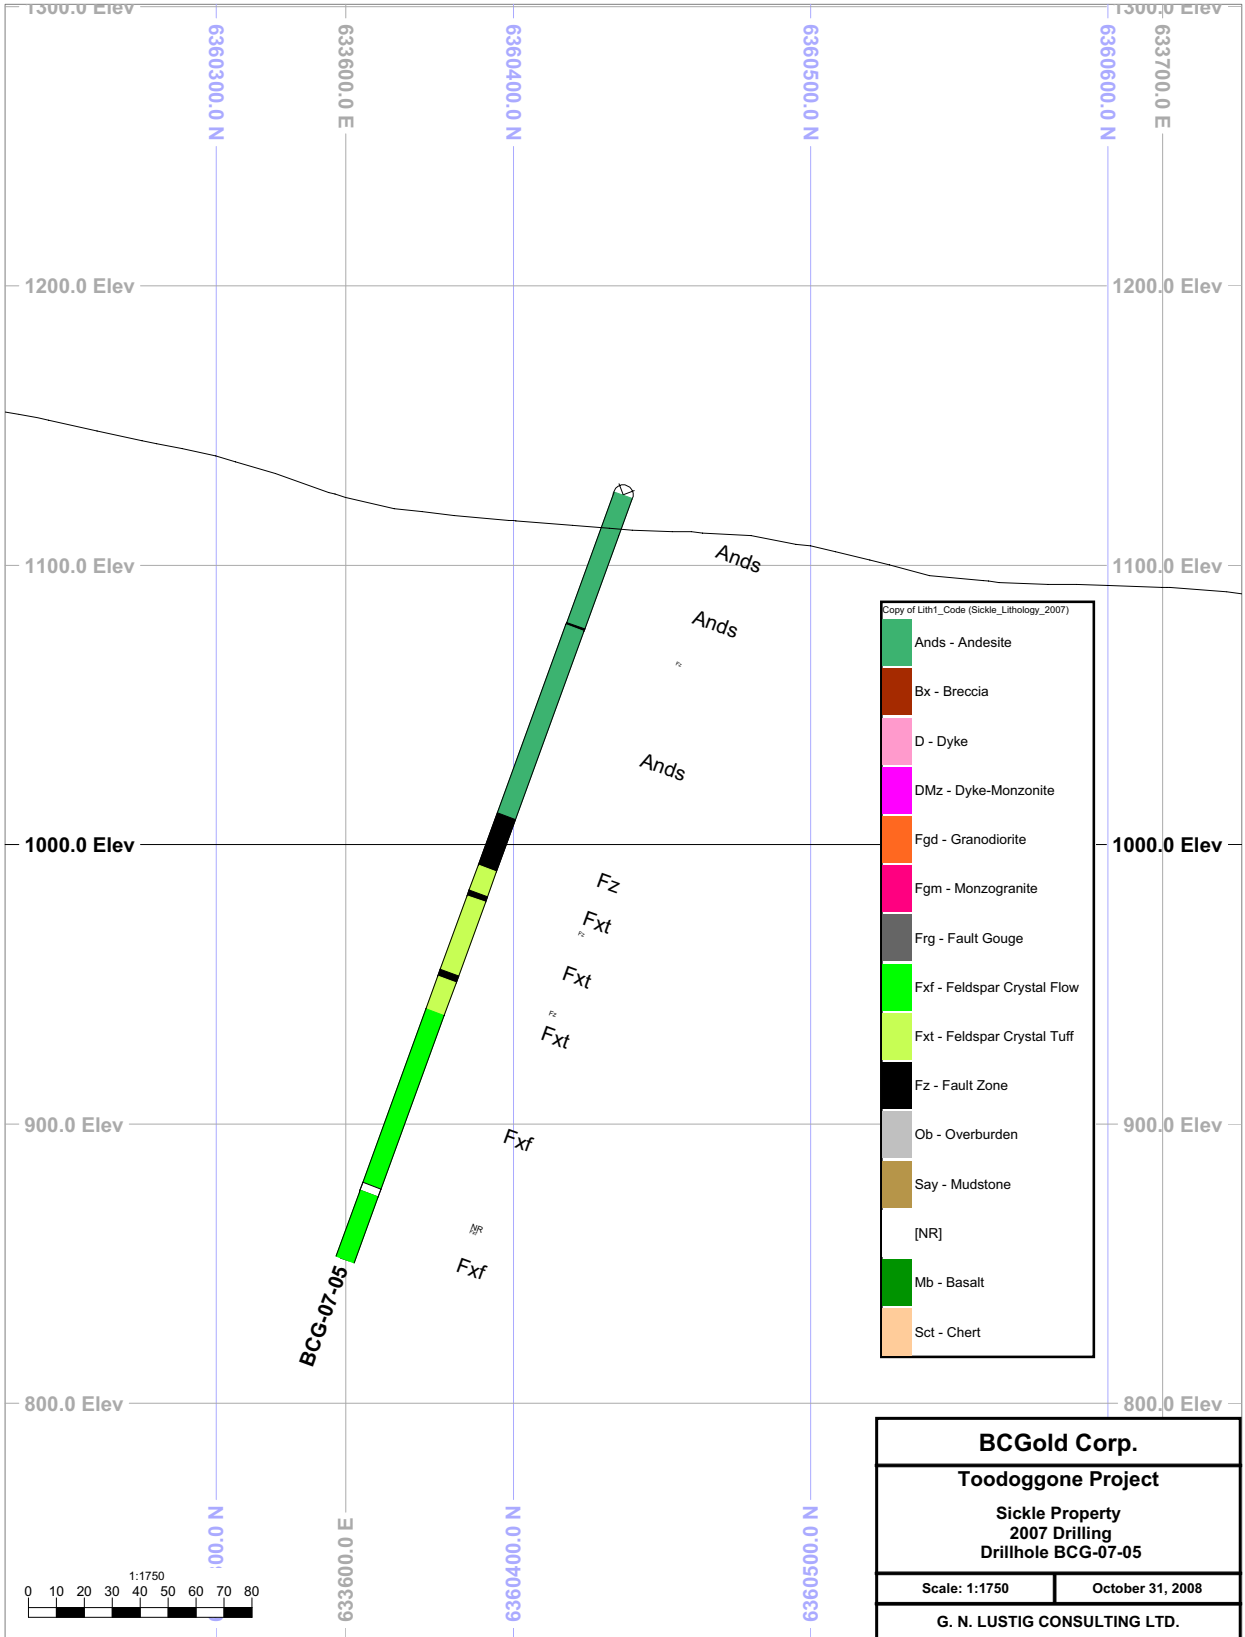 1300.0 Elev
1300.0 Elev
6360300.0 N
633600.0 E
6360400.0 N
6360500.0 N
6360600.0 N
633700.0 E
1200.0 Elev
1200.0 Elev
1100.0 Elev
1100.0 Elev
Ands
Ands
Fz
Ands
1000.0 Elev
1000.0 Elev
Fz
Fxt
Fz
Fxt
Fz
Fxt
900.0 Elev
900.0 Elev
Fxf
NR
Fxf
Fxf
BCG-07-05
Copy of Lith1_Code (Sickle_Lithology_2007)
Ands - Andesite
Bx - Breccia
D - Dyke
DMz - Dyke-Monzonite
Fgd - Granodiorite
Fgm - Monzogranite
Frg - Fault Gouge
Fxf - Feldspar Crystal Flow
Fxt - Feldspar Crystal Tuff
Fz - Fault Zone
Ob - Overburden
Say - Mudstone
[NR]
Mb - Basalt
Sct - Chert
800.0 Elev
800.0 Elev
00.0 N
633600.0 E
6360400.0 N
6360500.0 N
1:1750
0 10 20 30 40 50 60 70 80
BCGold Corp.
Toodoggone Project
Sickle Property
2007 Drilling
Drillhole BCG-07-05
Scale: 1:1750
October 31, 2008
G. N. LUSTIG CONSULTING LTD.